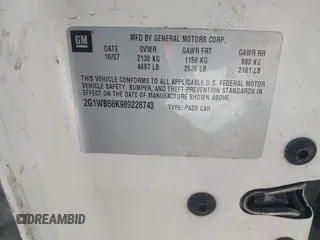 GM
MFD BY GENERAL MOTORS CORP.
DATE GVWR GAWR FRT GAWR RR
10/07 2130 KG 1150 KG 980 KG
4697 LB 2536 LB 2161 LB
THIS VEHICLE CONFORMS TO ALL APPLICABLE U.S. FEDERAL MOTOR
VEHICLE SAFETY, BUMPER, AND THEFT PREVENTION STANDARDS
IN EFFECT ON THE DATE OF MANUFACTURE SHOWN ABOVE.
2G1WB58K989228743 TYPE: PASS CAR
DREAMBID